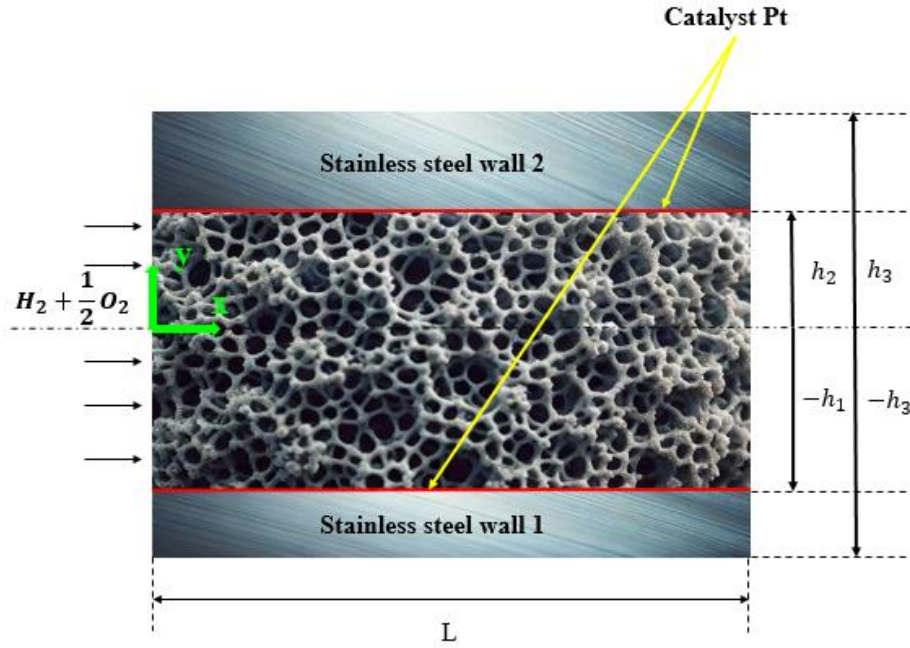 Catalyst Pt
Stainless steel wall 2
y
x
H₂ + 1/2 O₂
h₂
h₃
−h₁
−h₃
Stainless steel wall 1
L